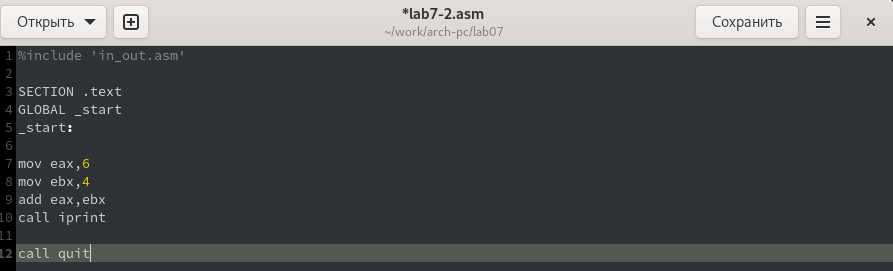 Открыть
*lab7-2.asm
~/work/arch-pc/lab07
Сохранить
1 %include 'in_out.asm'
2
3 SECTION .text
4 GLOBAL _start
5 _start:
6
7 mov eax,6
8 mov ebx,4
9 add eax,ebx
10 call iprint
11
12 call quit